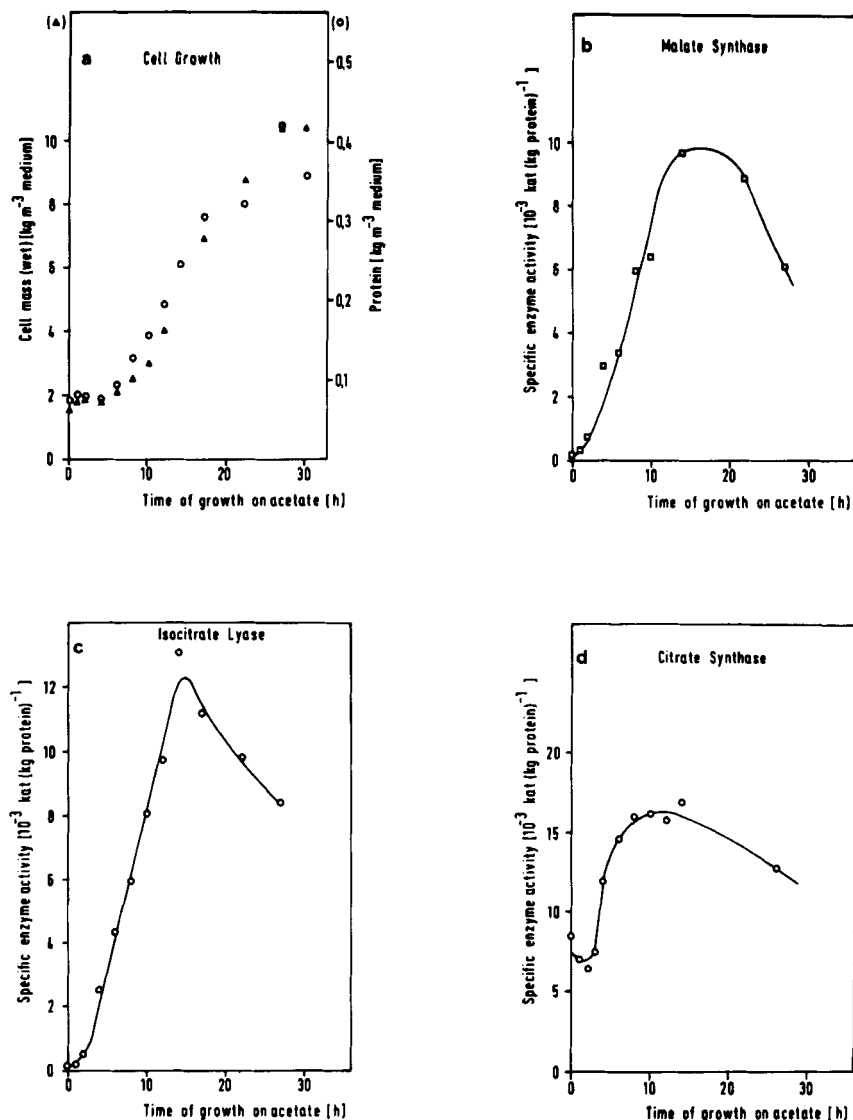 (▲)
(o)
a
Cell Growth
0,5
0,4
0,3
0,2
0,1
10
8
6
4
2
0
Cell mass (wet) [kg m⁻³ medium]
Protein [kg m⁻³ medium]
0 10 20 30
Time of growth on acetate [h]
b
Malate Synthase
10
8
6
4
2
0
Specific enzyme activity [10⁻³ kat (kg protein)⁻¹ ]
0 10 20 30
Time of growth on acetate [h]
c
Isocitrate Lyase
12
10
8
6
4
2
0
Specific enzyme activity [10⁻³ kat (kg protein)⁻¹ ]
0 10 20 30
Time of growth on acetate [h]
d
Citrate Synthase
20
15
10
5
0
Specific enzyme activity [10⁻³ kat (kg protein)⁻¹ ]
0 10 20 30
Time of growth on acetate [h]